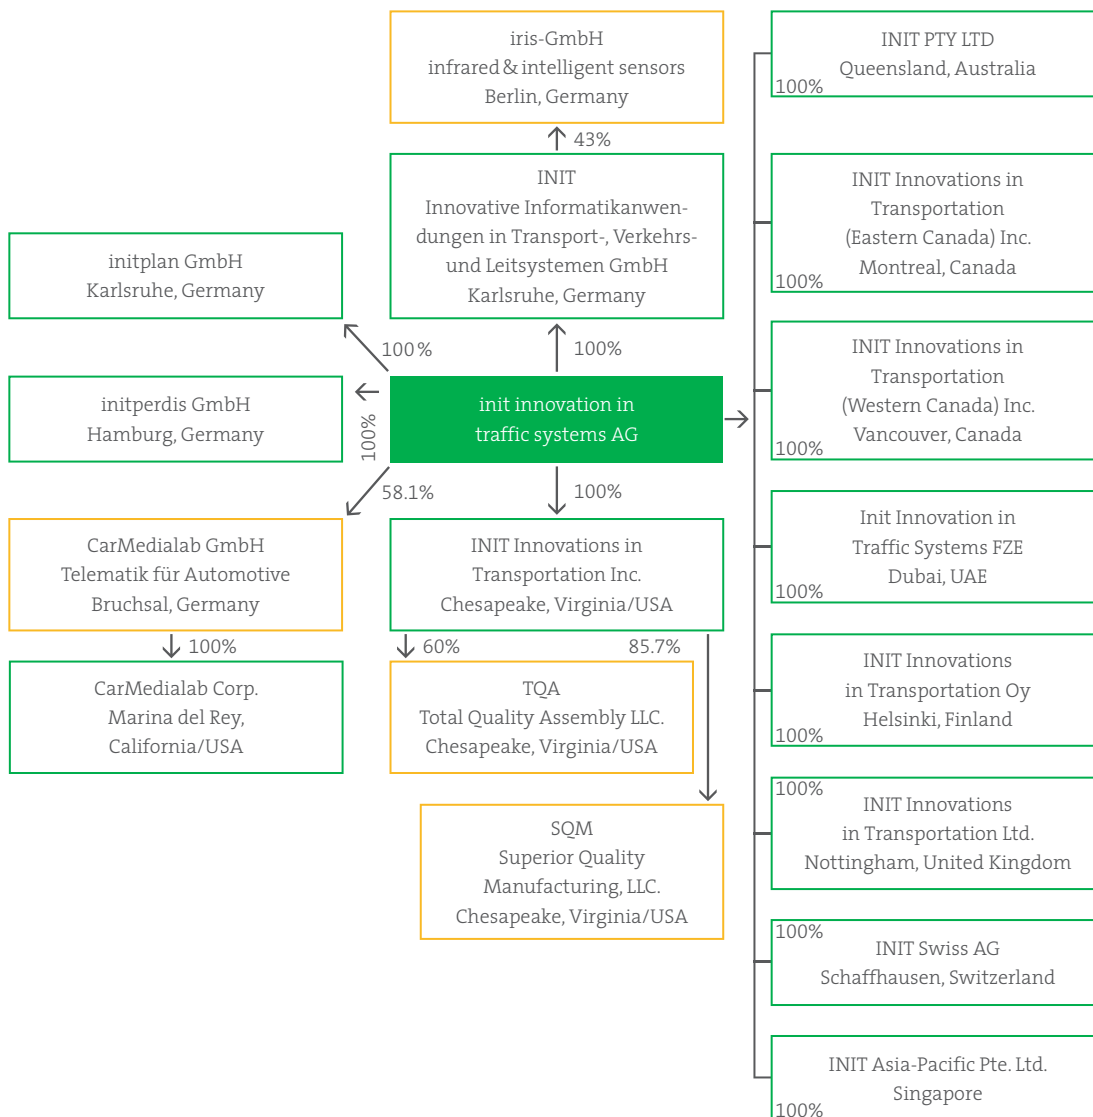 iris-GmbH
infrared & intelligent sensors
Berlin, Germany
43%
INIT
Innovative Informatikanwen-
dungen in Transport-, Verkehrs-
und Leitsystemen GmbH
Karlsruhe, Germany
initplan GmbH
Karlsruhe, Germany
100%
100%
initperdis GmbH
Hamburg, Germany
100%
init innovation in
traffic systems AG
58.1%
100%
CarMedialab GmbH
Telematik für Automotive
Bruchsal, Germany
100%
CarMedialab Corp.
Marina del Rey,
California/USA
INIT Innovations in
Transportation Inc.
Chesapeake, Virginia/USA
60%
85.7%
TQA
Total Quality Assembly LLC.
Chesapeake, Virginia/USA
SQM
Superior Quality
Manufacturing, LLC.
Chesapeake, Virginia/USA
INIT PTY LTD
Queensland, Australia
100%
INIT Innovations in
Transportation
(Eastern Canada) Inc.
Montreal, Canada
100%
INIT Innovations in
Transportation
(Western Canada) Inc.
Vancouver, Canada
100%
Init Innovation in
Traffic Systems FZE
Dubai, UAE
100%
INIT Innovations
in Transportation Oy
Helsinki, Finland
100%
100%
INIT Innovations
in Transportation Ltd.
Nottingham, United Kingdom
100%
INIT Swiss AG
Schaffhausen, Switzerland
INIT Asia-Pacific Pte. Ltd.
Singapore
100%